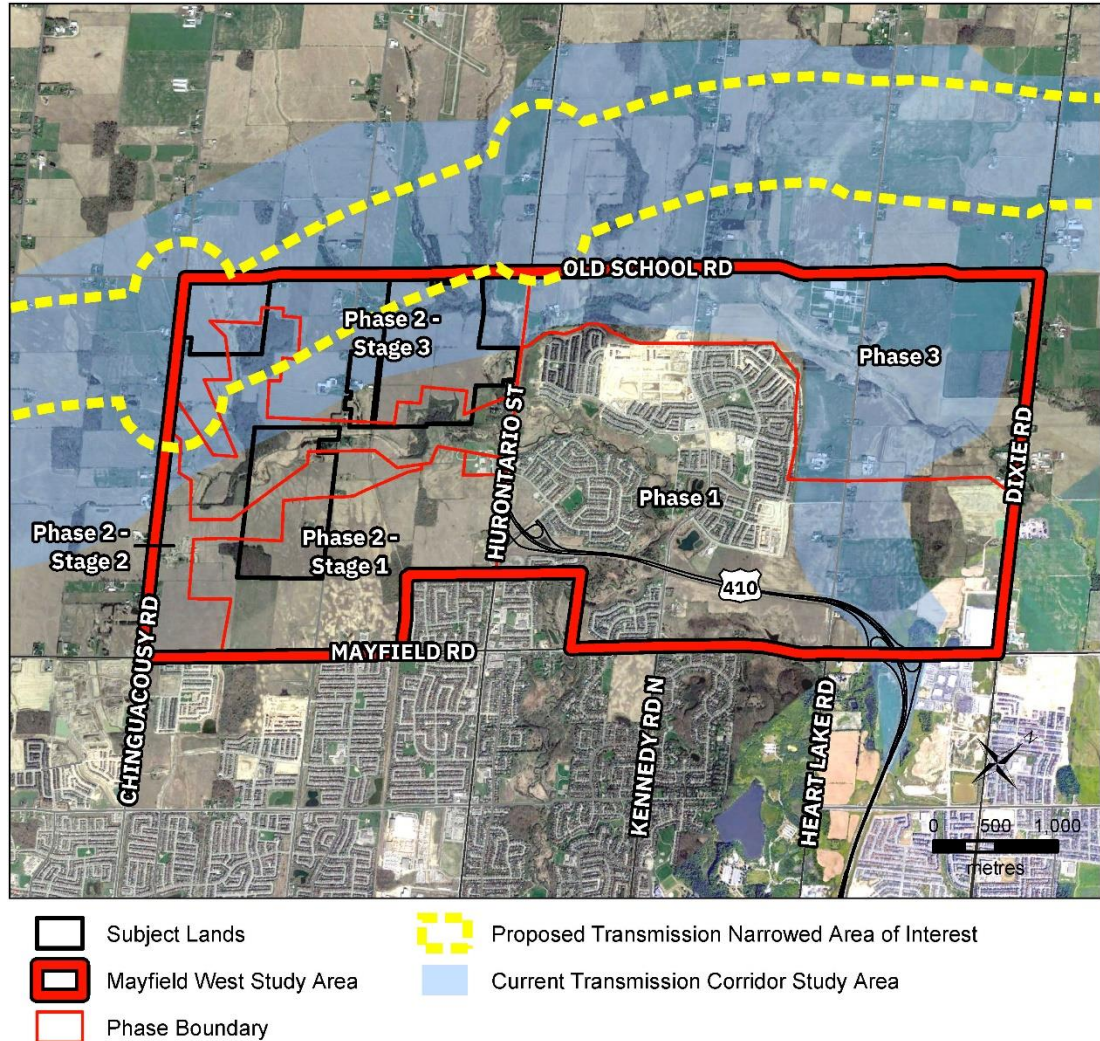 OLD SCHOOL RD
Phase 2 -
Stage 3
Phase 3
HURONTARIO ST
DIXIE RD
Phase 1
Phase 2 -
Stage 2
Phase 2 -
Stage 1
410
CHINGUACOUSY RD
MAYFIELD RD
KENNEDY RD N
HEART LAKE RD
N
0 500 1,000
metres
Subject Lands
Proposed Transmission Narrowed Area of Interest
Mayfield West Study Area
Current Transmission Corridor Study Area
Phase Boundary